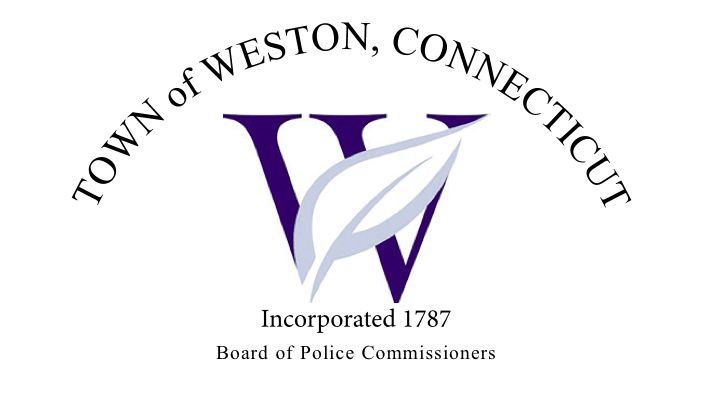 TOWN of WESTON, CONNECTICUT
W
Incorporated 1787
Board of Police Commissioners